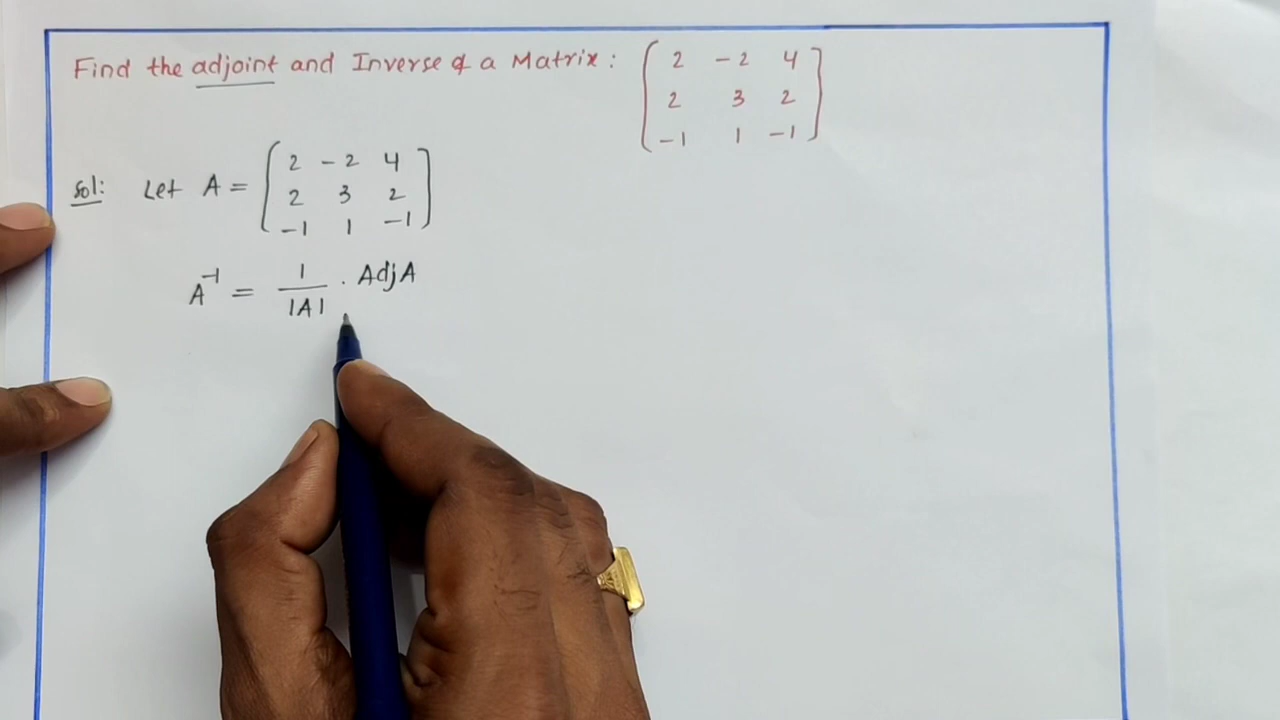 Find the adjoint and Inverse of a Matrix:
2 -2 4
2 3 2
-1 1 -1
Sol: Let A =
2 -2 4
2 3 2
-1 1 -1
A⁻¹ = 1/|A| . AdjA